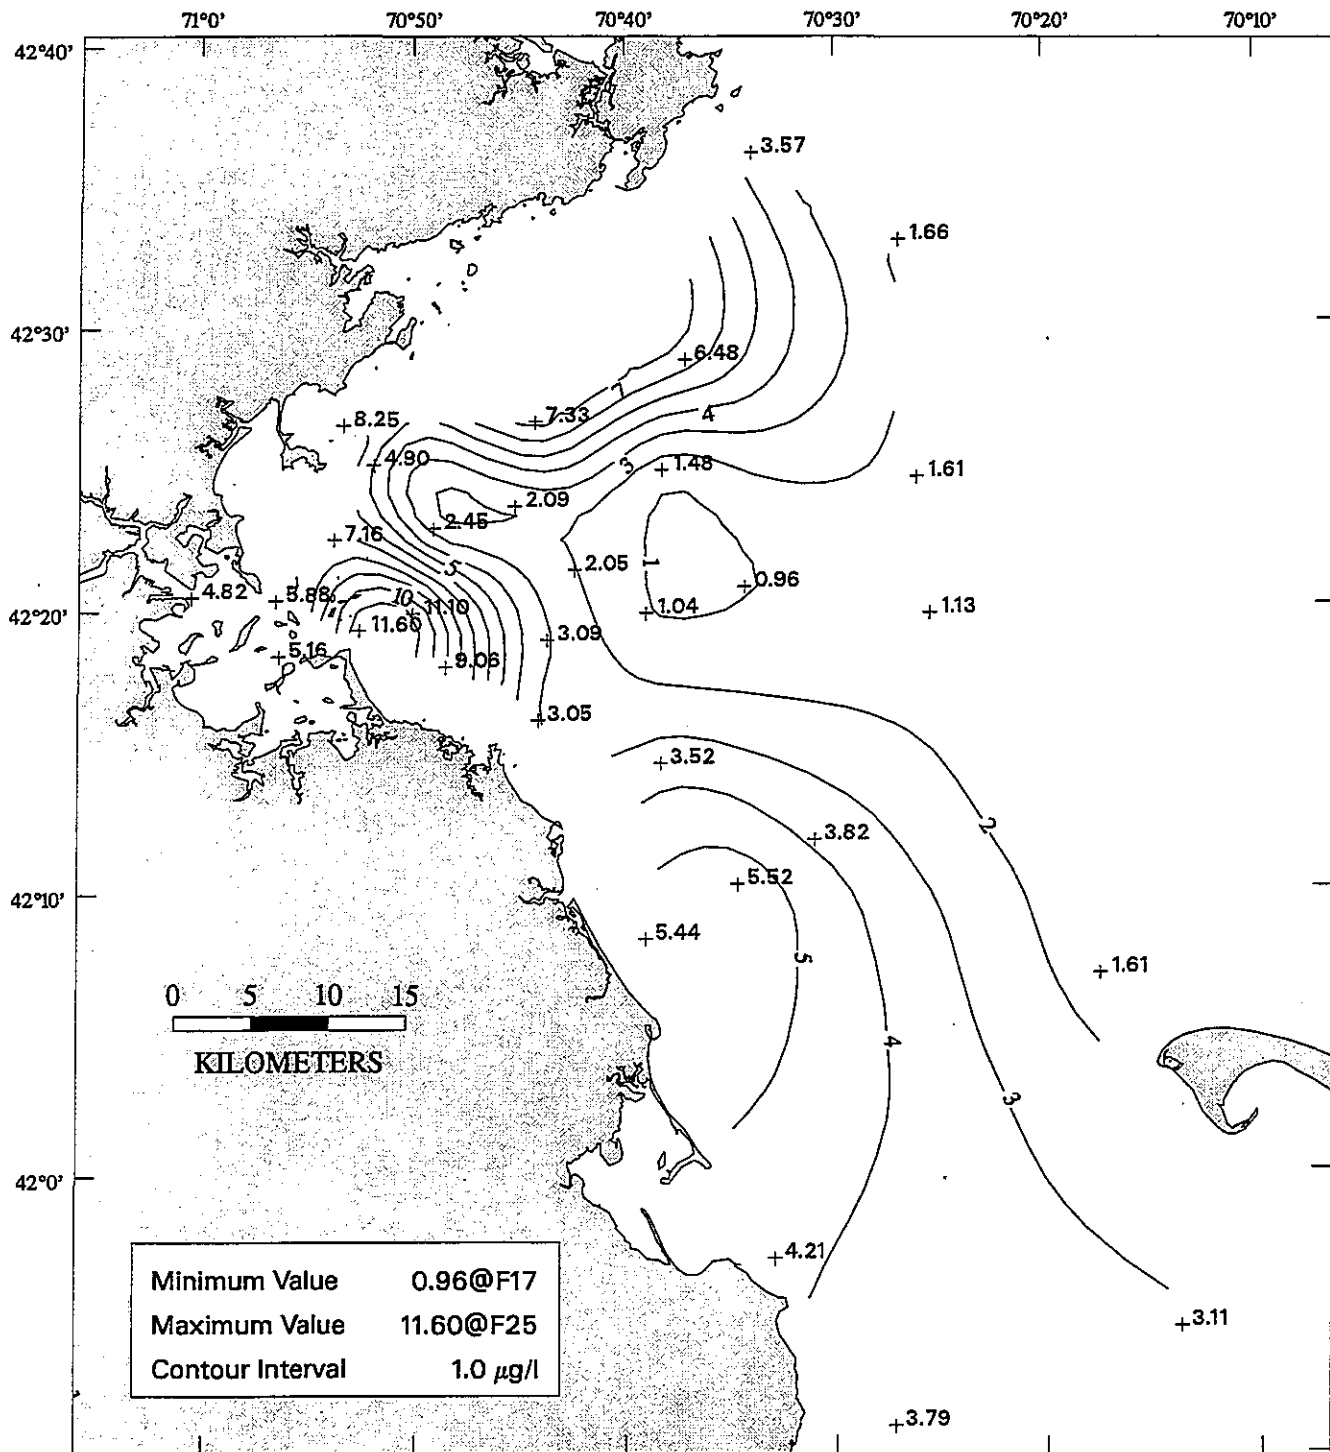 71°0' 70°50' 70°40' 70°30' 70°20' 70°10'
42°40'
+3.57
+1.66
42°30'
+6.48
7
+8.25 +7.33 4
+4.90 3 +1.48 +1.61
+2.09
+2.45
+7.16
5 +2.05 1 +0.96
+4.82 10 +11.10 +1.04 +1.13
42°20'
+11.60 +3.09
+5.16 +9.06
+3.05
+3.52
2
+3.82
+5.52
42°10'
+5.44
5 +1.61
0 5 10 15
KILOMETERS
4
3
42°0'
+4.21
Minimum Value 0.96@F17
Maximum Value 11.60@F25
Contour Interval 1.0 μg/l
+3.11
+3.79